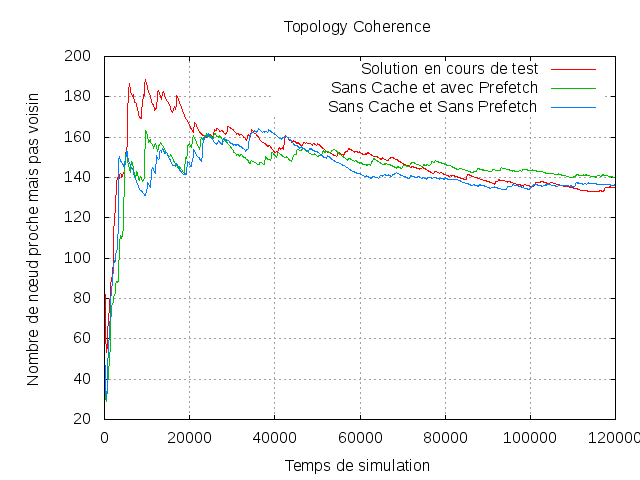 Topology Coherence
Nombre de nœud proche mais pas voisin
200
180
160
140
120
100
80
60
40
20
Solution en cours de test
Sans Cache et avec Prefetch
Sans Cache et Sans Prefetch
0 20000 40000 60000 80000 100000 120000
Temps de simulation